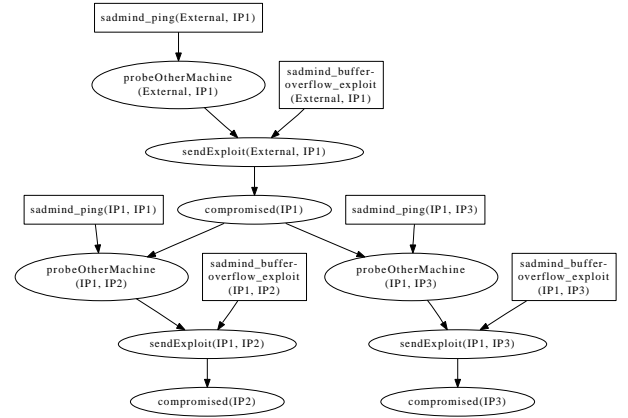 sadmind_ping(External, IP1)
probeOtherMachine
(External, IP1)
sadmind_buffer-
overflow_exploit
(External, IP1)
sendExploit(External, IP1)
sadmind_ping(IP1, IP1)
compromised(IP1)
sadmind_ping(IP1, IP3)
probeOtherMachine
(IP1, IP2)
sadmind_buffer-
overflow_exploit
(IP1, IP2)
probeOtherMachine
(IP1, IP3)
sadmind_buffer-
overflow_exploit
(IP1, IP3)
sendExploit(IP1, IP2)
sendExploit(IP1, IP3)
compromised(IP2)
compromised(IP3)